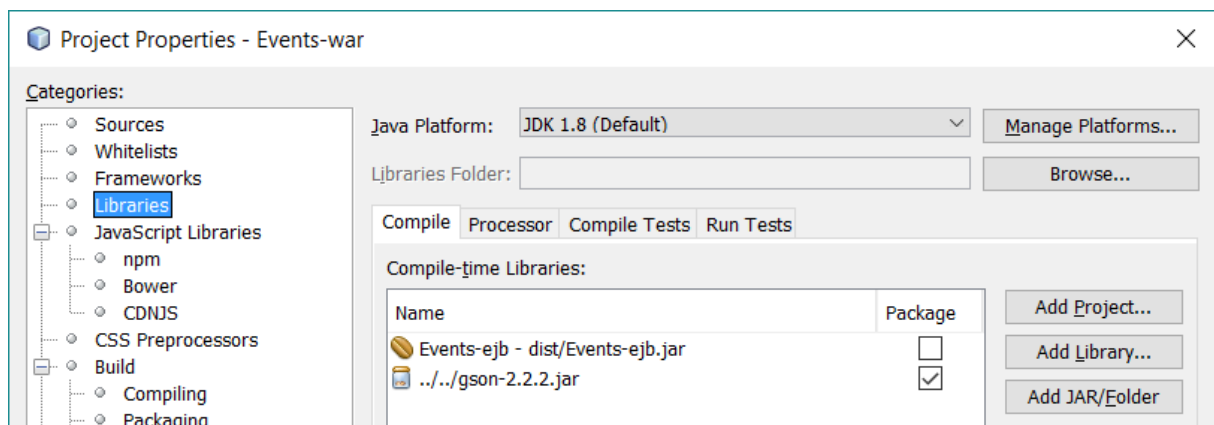 Project Properties - Events-war
Categories:
Sources
Whitelists
Frameworks
Libraries
JavaScript Libraries
npm
Bower
CDNJS
CSS Preprocessors
Build
Compiling
Packaging
Java Platform: JDK 1.8 (Default) Manage Platforms...
Libraries Folder: Browse...
Compile Processor Compile Tests Run Tests
Compile-time Libraries:
Name Package
Events-ejb - dist/Events-ejb.jar
../../gson-2.2.2.jar
Add Project...
Add Library...
Add JAR/Folder